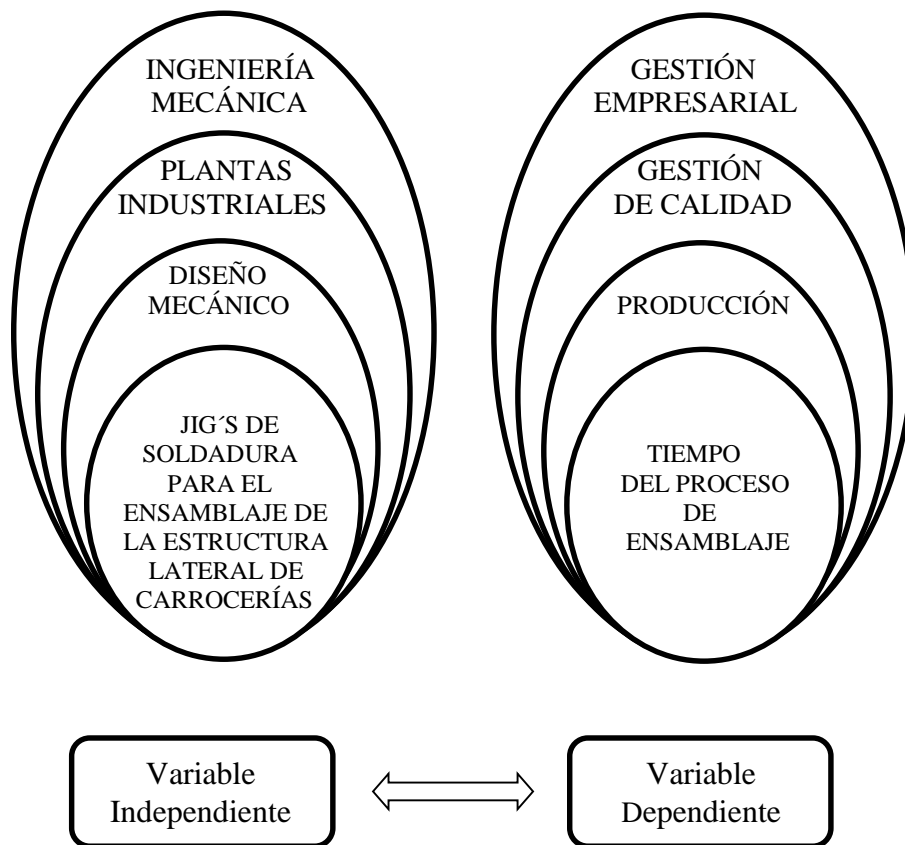 INGENIERÍA
MECÁNICA
PLANTAS
INDUSTRIALES
DISEÑO
MECÁNICO
JIG´S DE
SOLDADURA
PARA EL
ENSAMBLAJE DE
LA ESTRUCTURA
LATERAL DE
CARROCERÍAS
GESTIÓN
EMPRESARIAL
GESTIÓN
DE CALIDAD
PRODUCCIÓN
TIEMPO
DEL PROCESO
DE
ENSAMBLAJE
Variable
Independiente
Variable
Dependiente